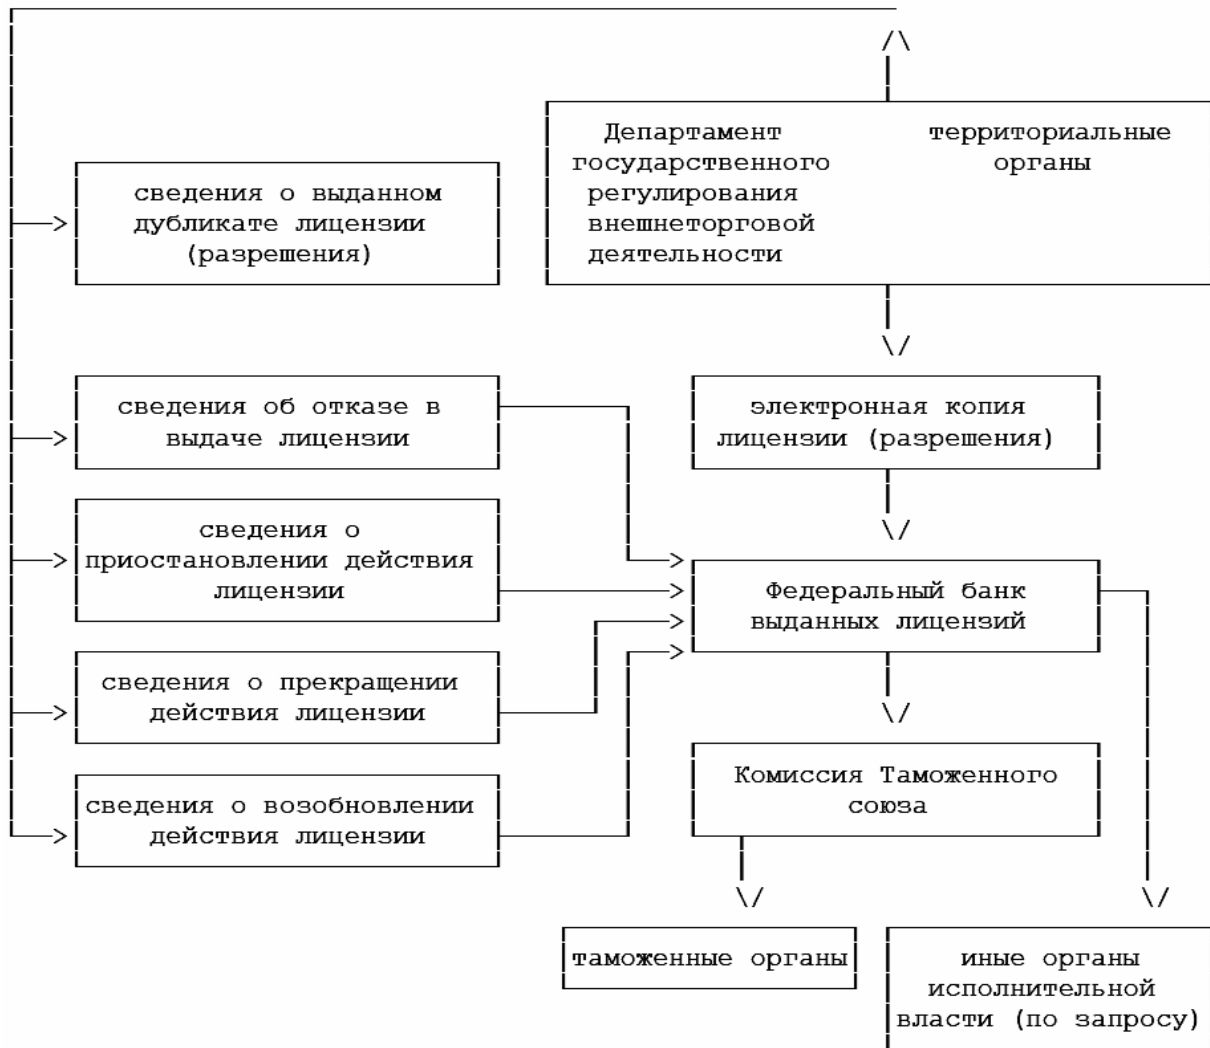 Департамент
государственного
регулирования
внешнеторговой
деятельности
территориальные
органы
сведения о выданном
дубликате лицензии
(разрешения)
сведения об отказе в
выдаче лицензии
электронная копия
лицензии (разрешения)
сведения о
приостановлении действия
лицензии
Федеральный банк
выданных лицензий
сведения о прекращении
действия лицензии
Комиссия Таможенного
союза
сведения о возобновлении
действия лицензии
таможенные органы
иные органы
исполнительной
власти (по запросу)